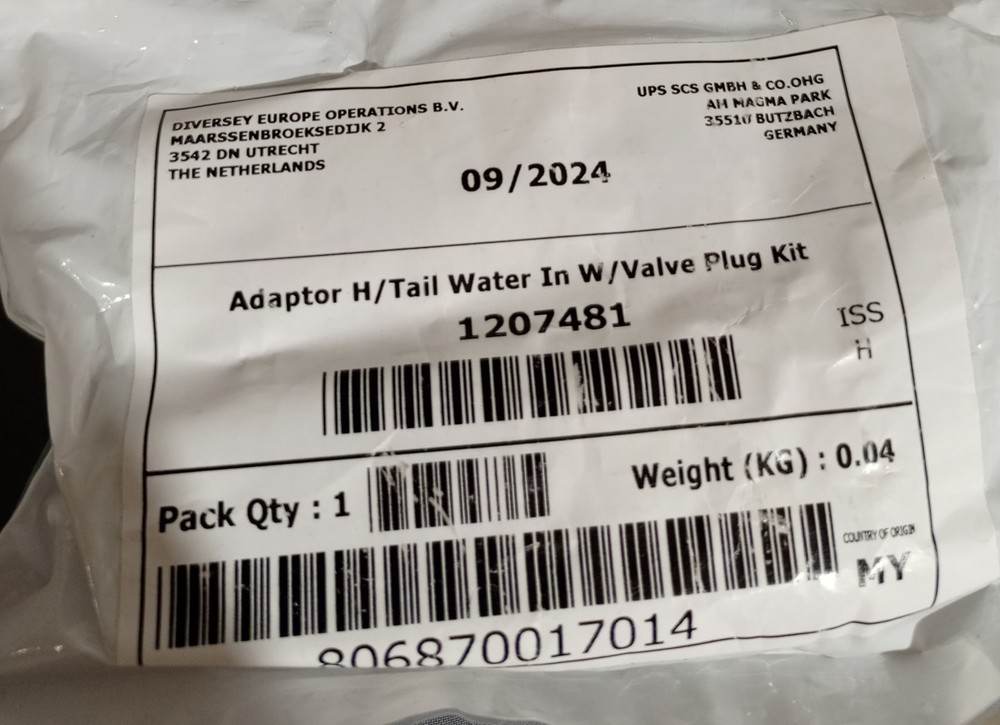 DIVERSEY EUROPE OPERATIONS B.V.
MAARSSENBROEKSEDIJK 2
3542 DN UTRECHT
THE NETHERLANDS
UPS SCS GMBH & CO.OHG
AM MAGMA PARK
35510 BUTZBACH
GERMANY
09/2024
Adaptor H/Tail Water In W/Valve Plug Kit
1207481
ISS
H
Pack Qty : 1
Weight (KG) : 0.04
COUNTRY OF ORIGIN
MY
806870017014